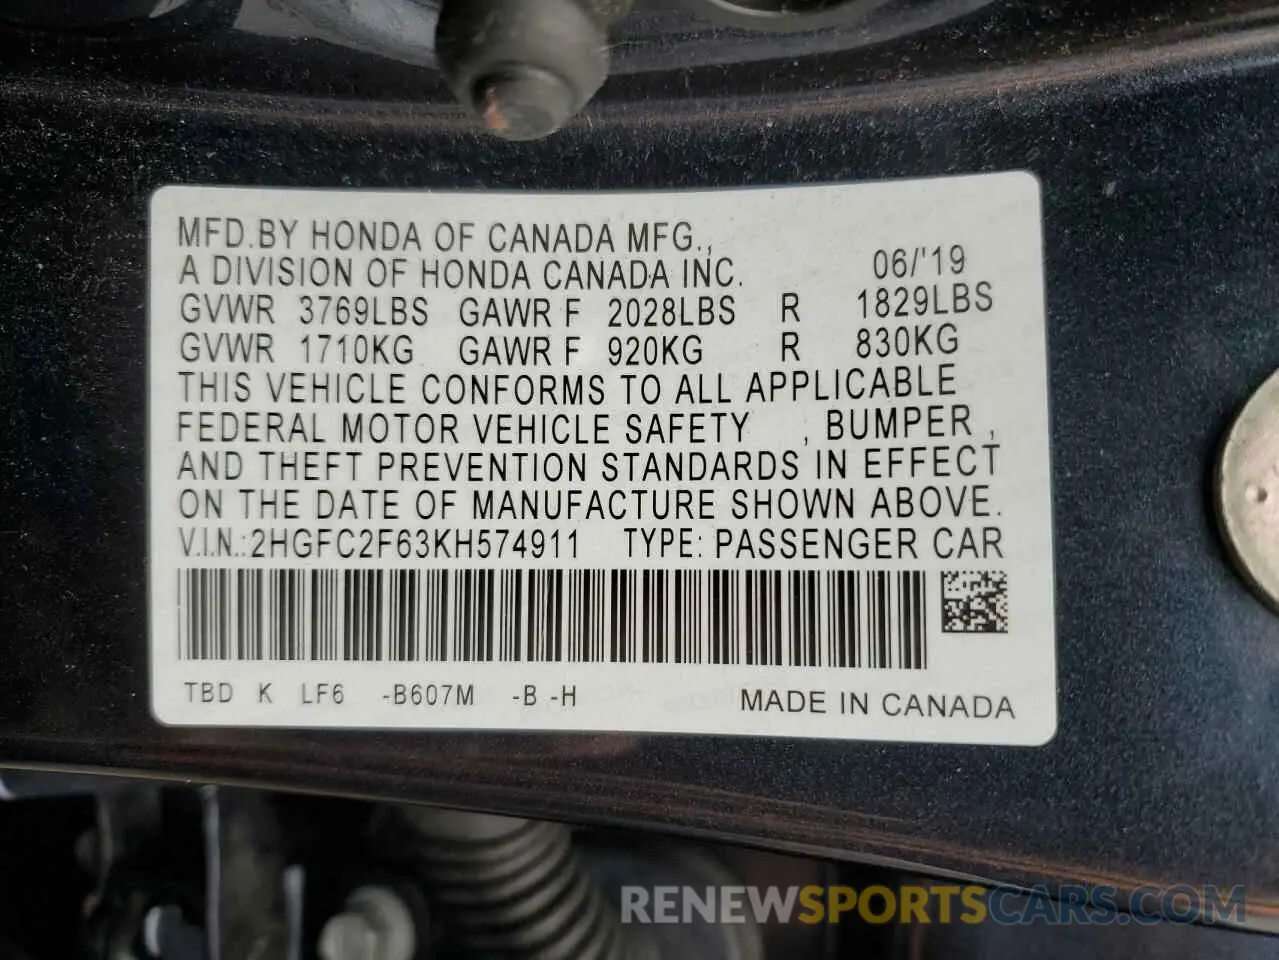 MFD.BY HONDA OF CANADA MFG.,
A DIVISION OF HONDA CANADA INC. 06/'19
GVWR 3769LBS GAWR F 2028LBS R 1829LBS
GVWR 1710KG GAWR F 920KG R 830KG
THIS VEHICLE CONFORMS TO ALL APPLICABLE
FEDERAL MOTOR VEHICLE SAFETY , BUMPER ,
AND THEFT PREVENTION STANDARDS IN EFFECT
ON THE DATE OF MANUFACTURE SHOWN ABOVE.
V.I.N.:2HGFC2F63KH574911 TYPE: PASSENGER CAR
TBD K LF6 -B607M -B -H MADE IN CANADA
RENEWSPORTSCARS.COM